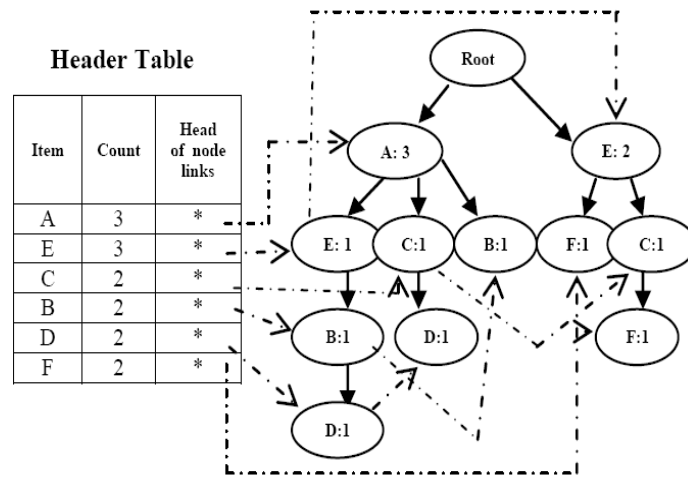 Header Table
Item Count Head of node links
A 3 *
E 3 *
C 2 *
B 2 *
D 2 *
F 2 *
Root
A: 3 E: 2
E: 1 C:1 B:1 F:1 C:1
B:1 D:1 F:1
D:1